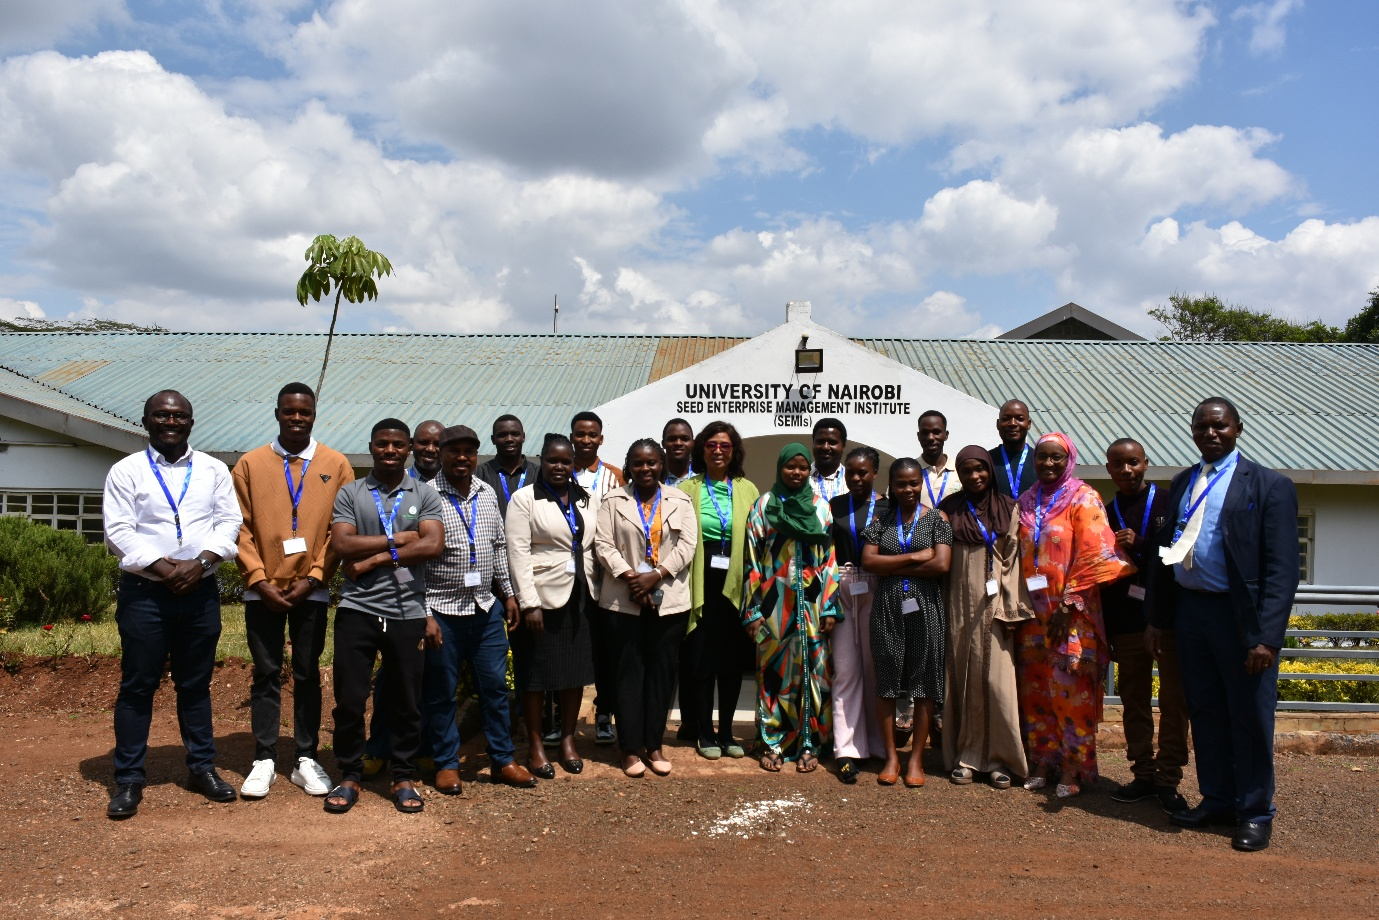 UNIVERSITY OF NAIROBI
SEED ENTERPRISE MANAGEMENT INSTITUTE
(SEMIs)